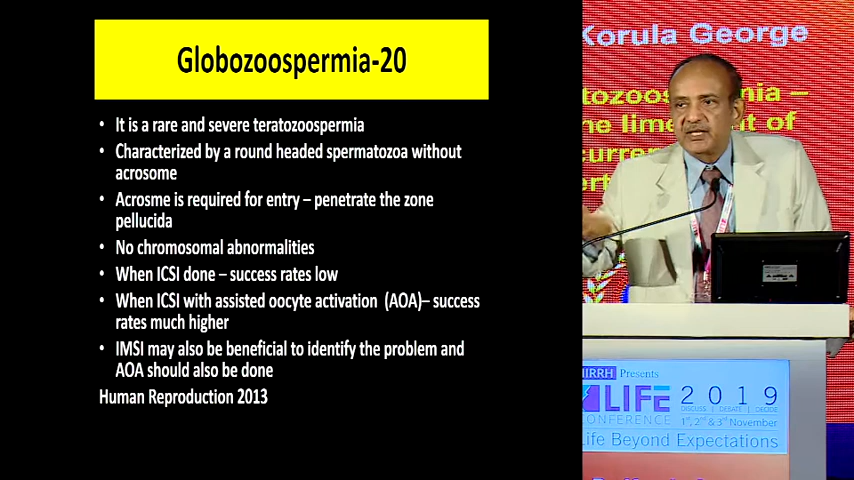 Globozoospermia-20
• It is a rare and severe teratozoospermia
• Characterized by a round headed spermatozoa without
acrosome
• Acrosme is required for entry – penetrate the zone
pellucida
• No chromosomal abnormalities
• When ICSI done – success rates low
• When ICSI with assisted oocyte activation (AOA)– success
rates much higher
• IMSI may also be beneficial to identify the problem and
AOA should also be done
Human Reproduction 2013
Korula George
Presents
LIFE 2019
DISCUSS | DEBATE | DECIDE
CONFERENCE 1st, 2nd & 3rd November
Life Beyond Expectations